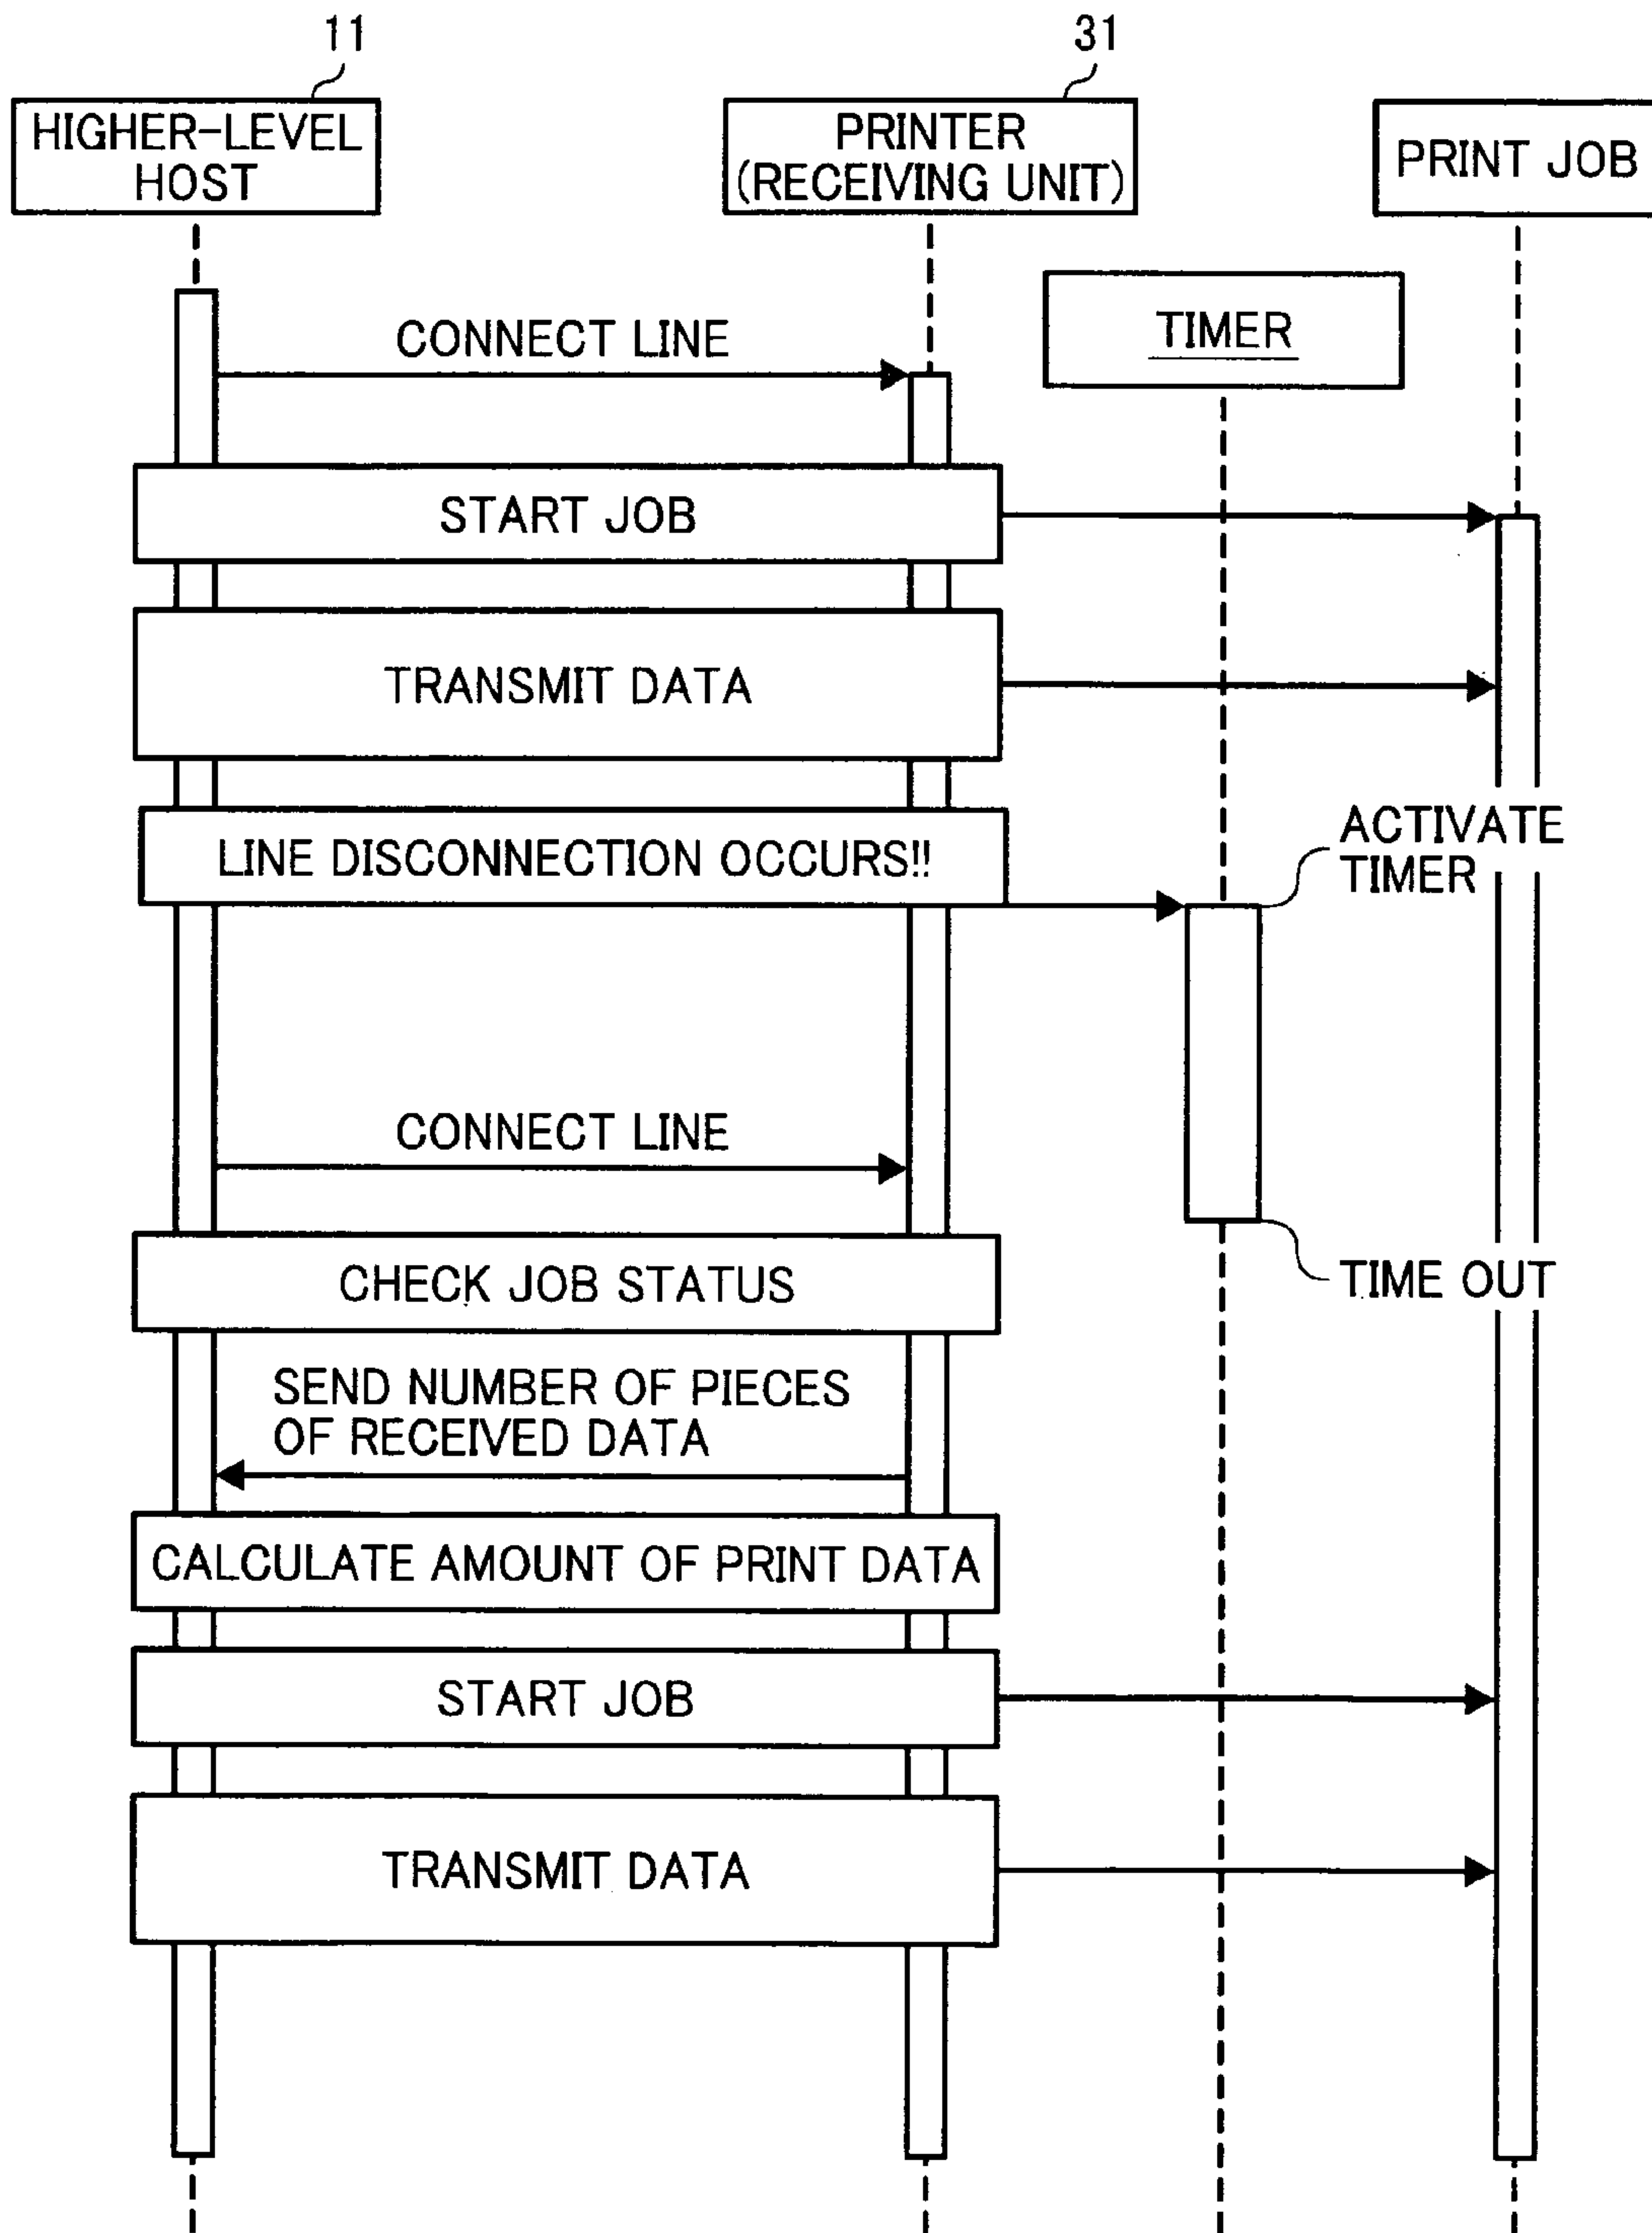 11
31
HIGHER-LEVEL
HOST
PRINTER
(RECEIVING UNIT)
PRINT JOB
TIMER
CONNECT LINE
START JOB
TRANSMIT DATA
ACTIVATE
TIMER
LINE DISCONNECTION OCCURS!!
CONNECT LINE
TIME OUT
CHECK JOB STATUS
SEND NUMBER OF PIECES
OF RECEIVED DATA
CALCULATE AMOUNT OF PRINT DATA
START JOB
TRANSMIT DATA